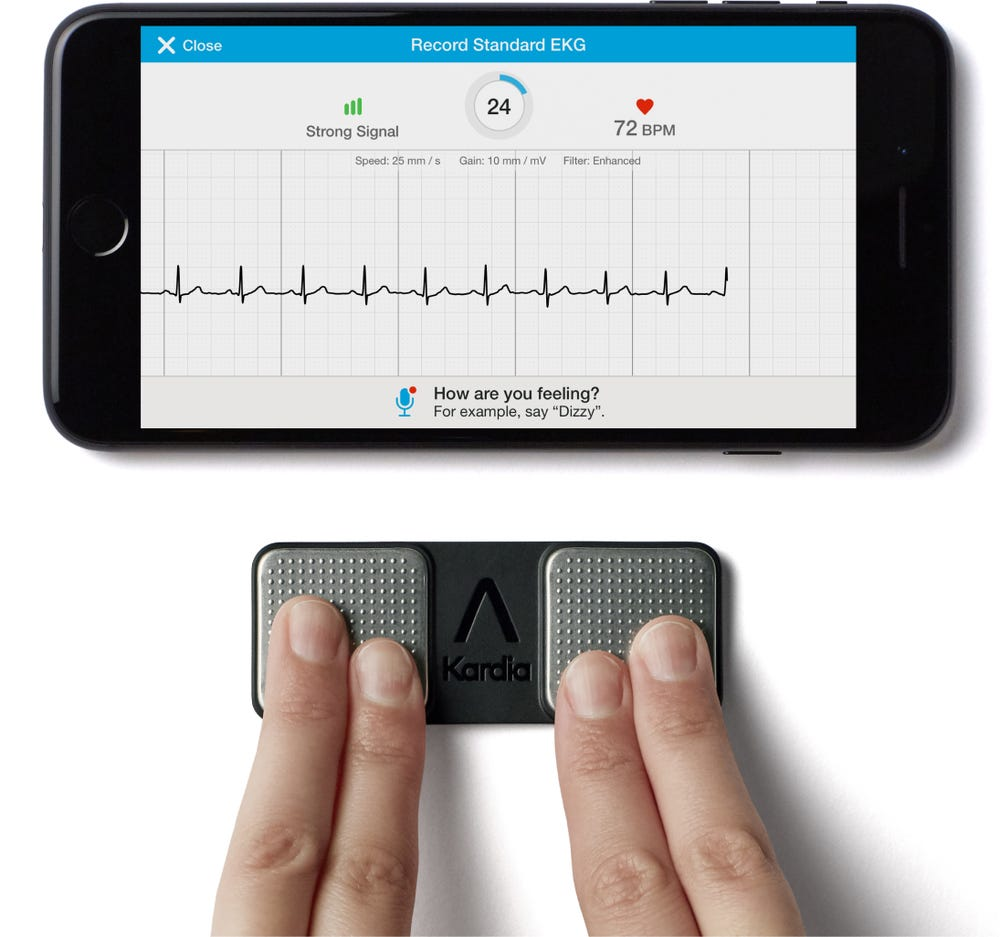 Close
Record Standard EKG
24
Strong Signal
72 BPM
Speed: 25 mm / s
Gain: 10 mm / mV
Filter: Enhanced
How are you feeling?
For example, say “Dizzy”.
Kardia